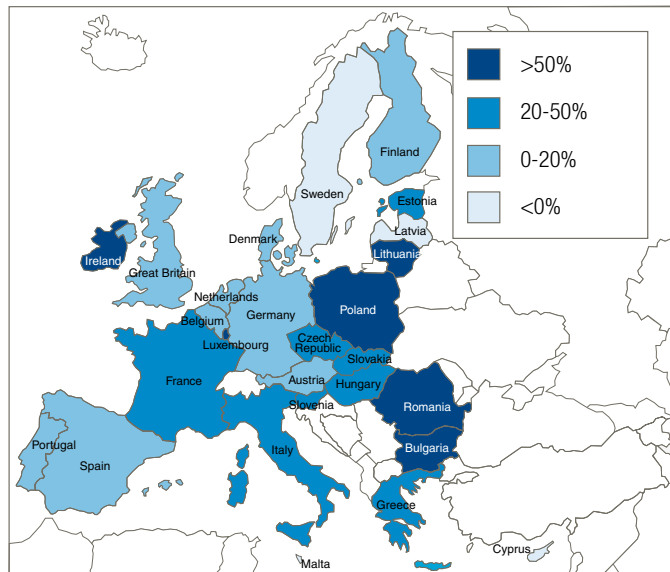 >50%
20-50%
0-20%
<0%
Finland
Sweden
Estonia
Latvia
Denmark
Lithuania
Ireland
Great Britain
Netherlands
Poland
Germany
Belgium
Luxembourg
Czech
Republic
Slovakia
France
Austria
Hungary
Slovenia
Romania
Portugal
Italy
Bulgaria
Spain
Greece
Cyprus
Malta